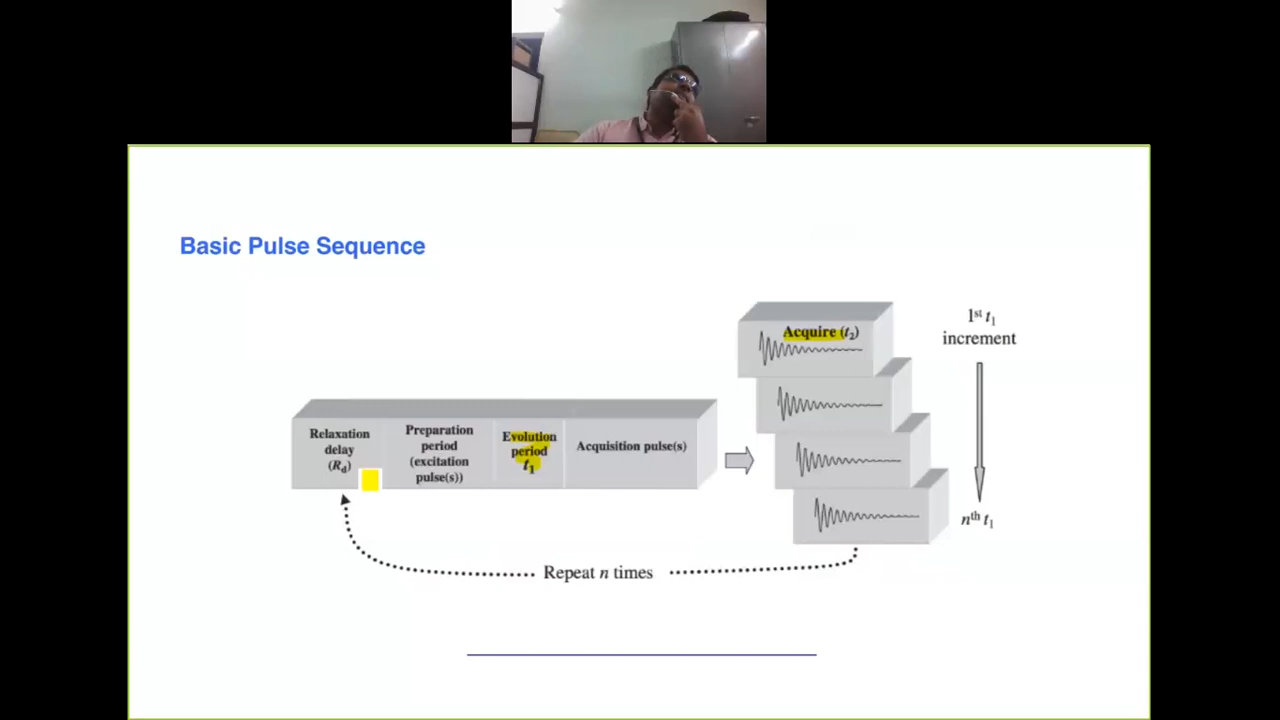 Basic Pulse Sequence
Relaxation
delay
(R_d)
Preparation
period
(excitation
pulse(s))
Evolution
period
t₁
Acquisition pulse(s)
Acquire (t₂)
1ˢᵗ t₁
increment
nᵗʰ t₁
Repeat n times